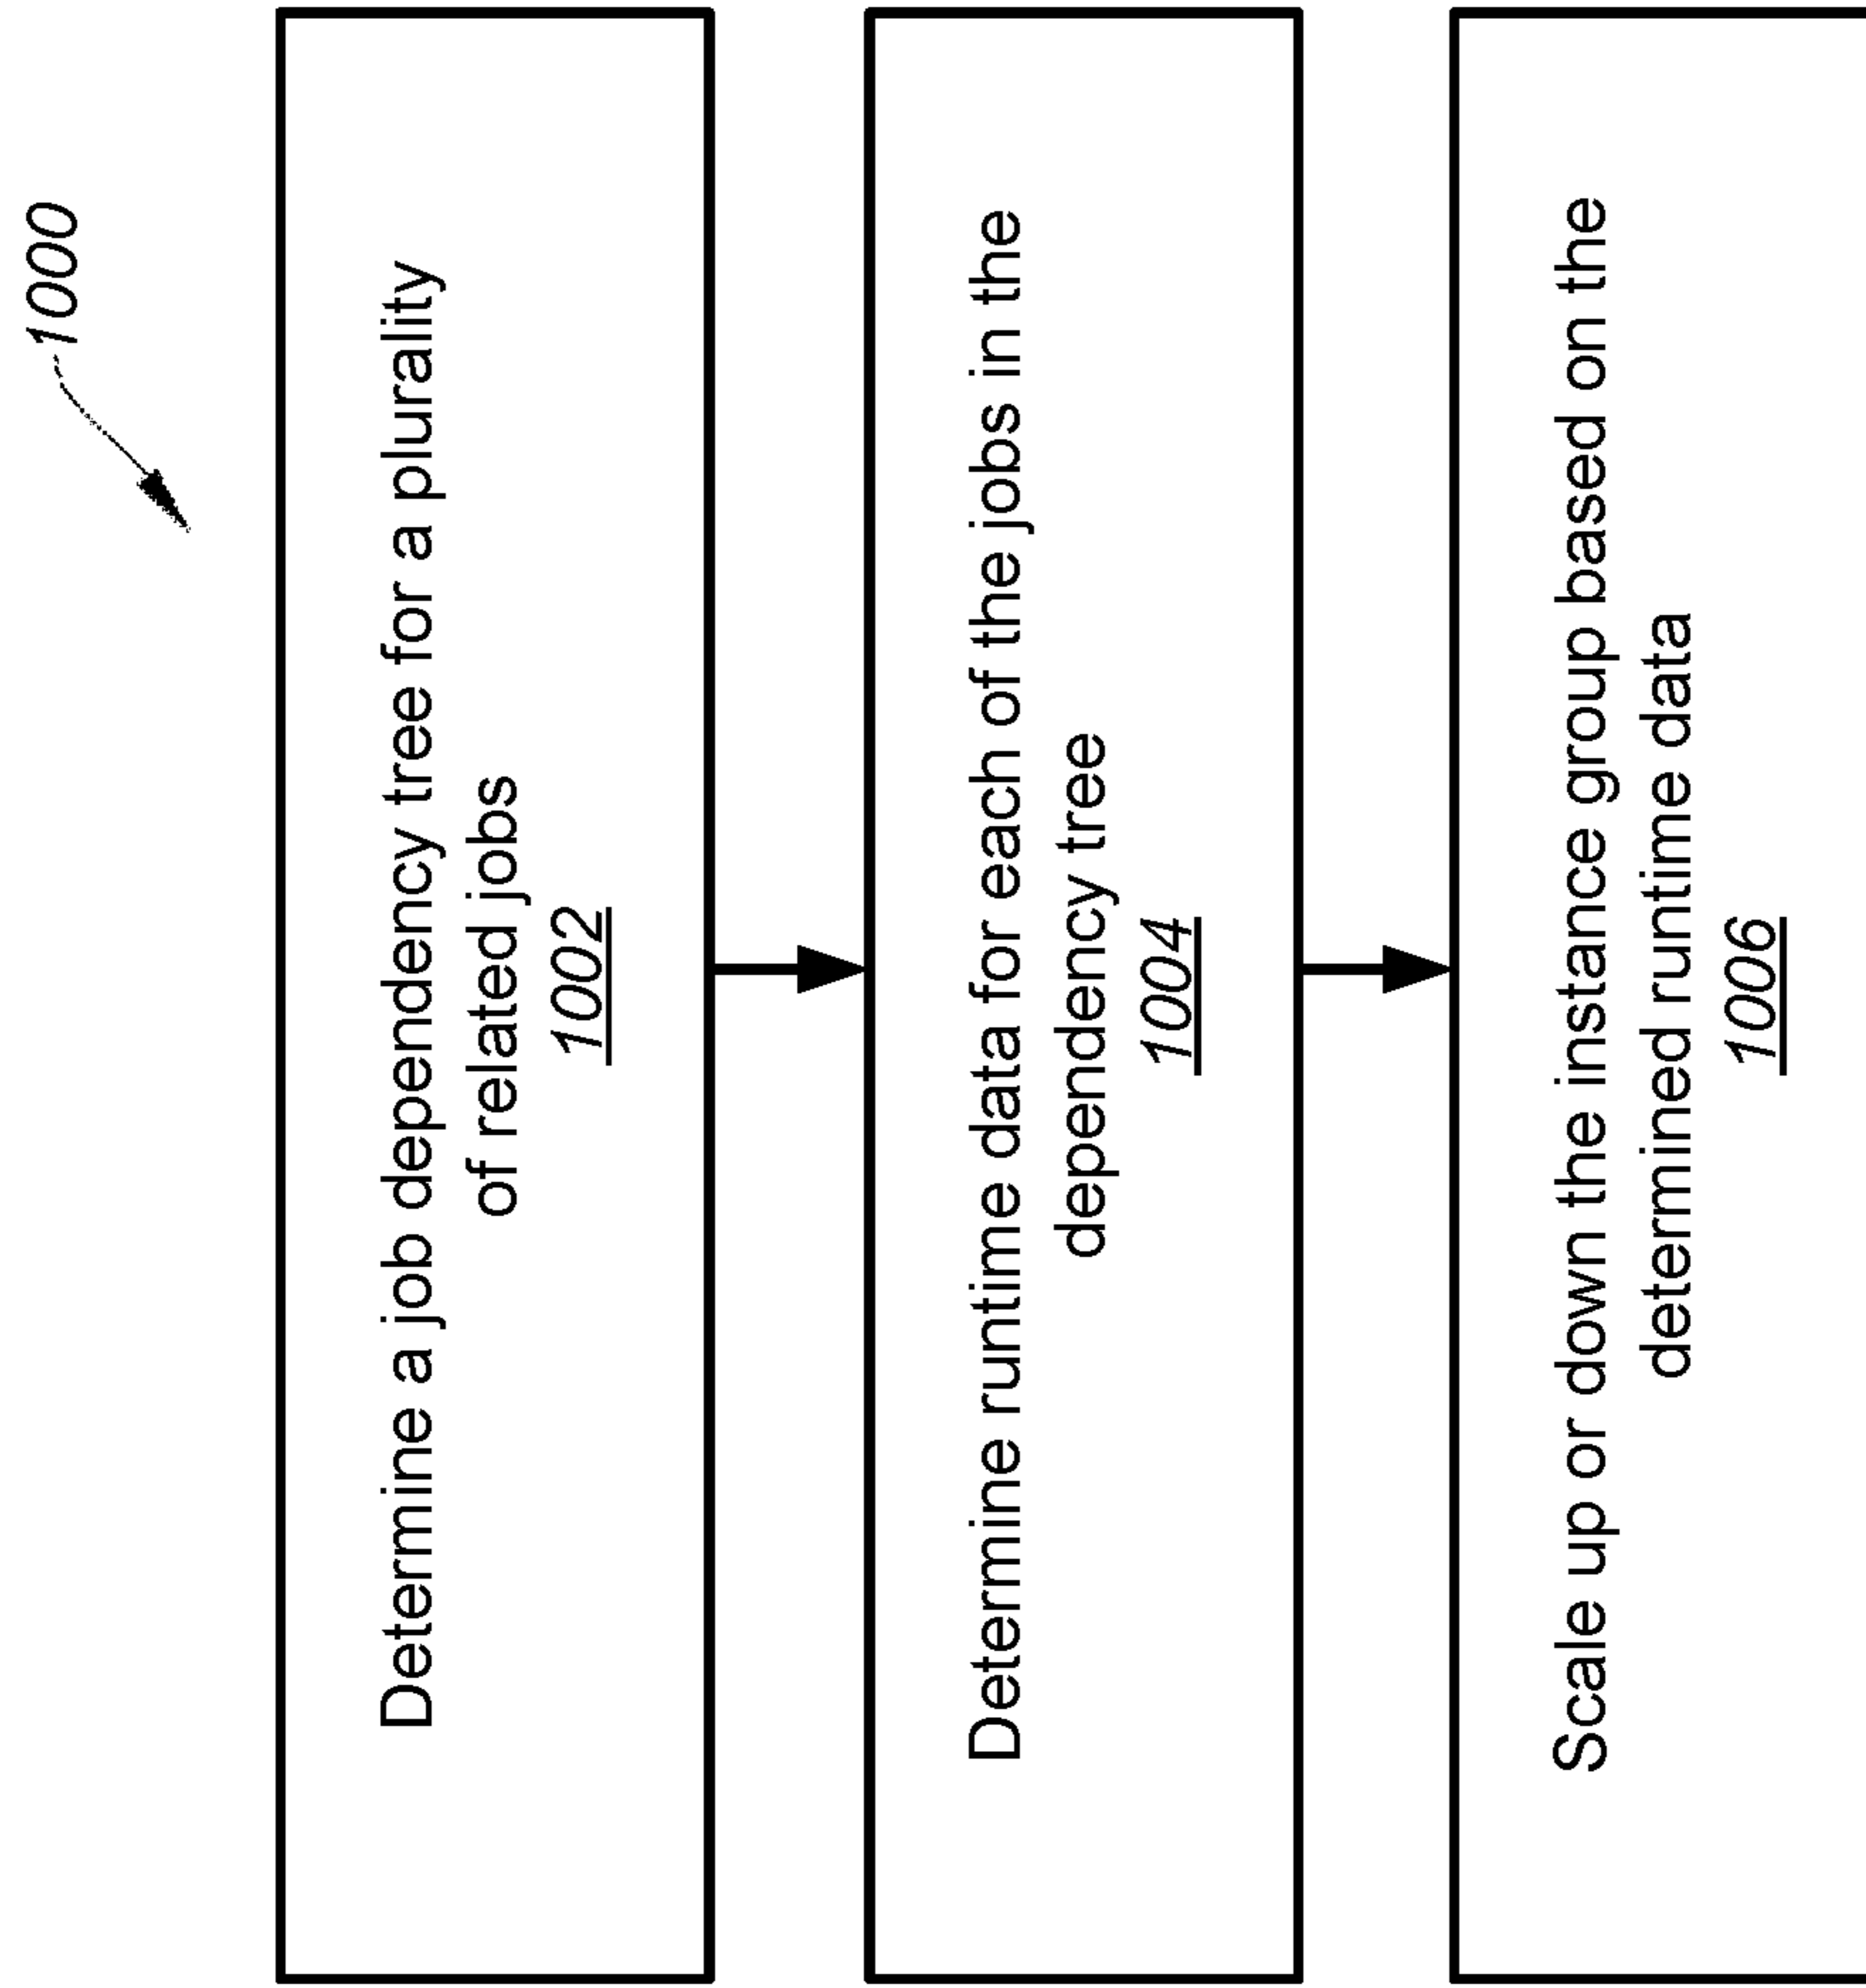 1000
Determine a job dependency tree for a plurality
of related jobs
1002
Determine runtime data for each of the jobs in the
dependency tree
1004
Scale up or down the instance group based on the
determined runtime data
1006